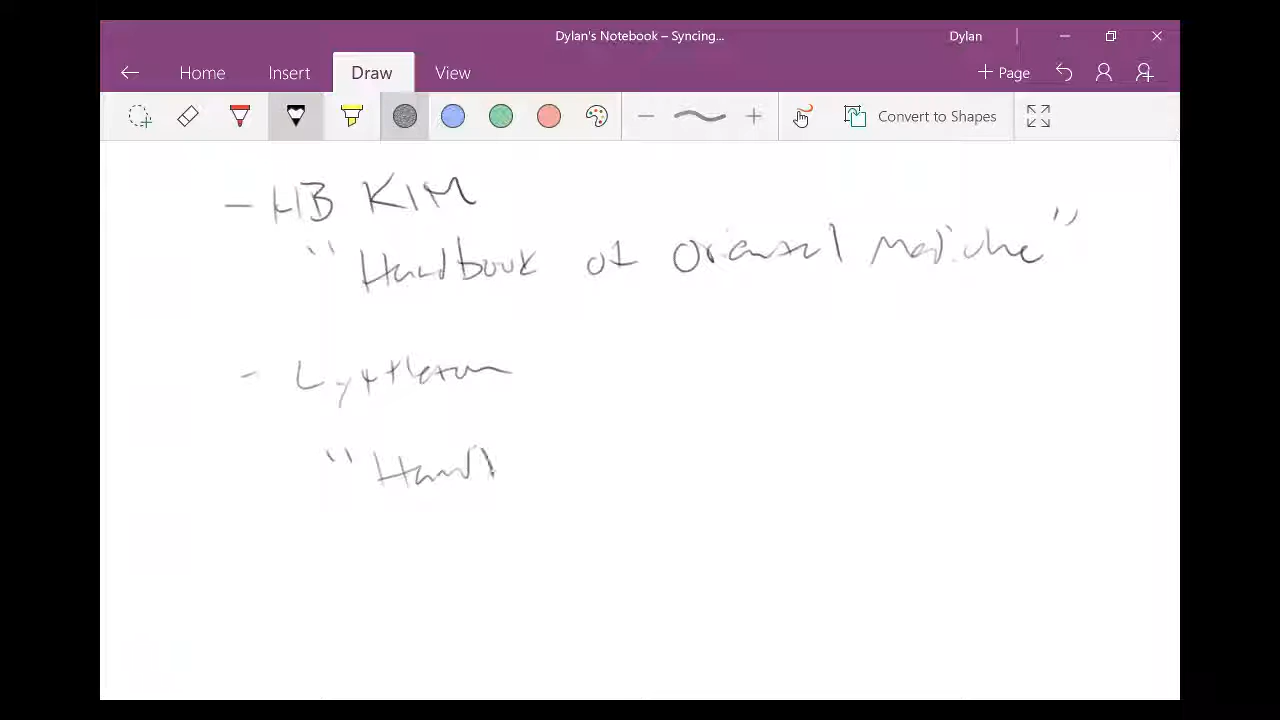 Dylan's Notebook – Syncing...
Dylan
Home Insert Draw View
+ Page
Convert to Shapes
- HB KIM
"Handbook of Oriental Medicine"
- Lyttleton
"Hand